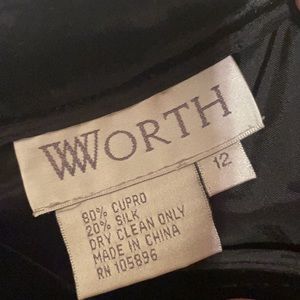 WORTH
12
80% CUPRO
20% SILK
DRY CLEAN ONLY
MADE IN CHINA
RN 105896